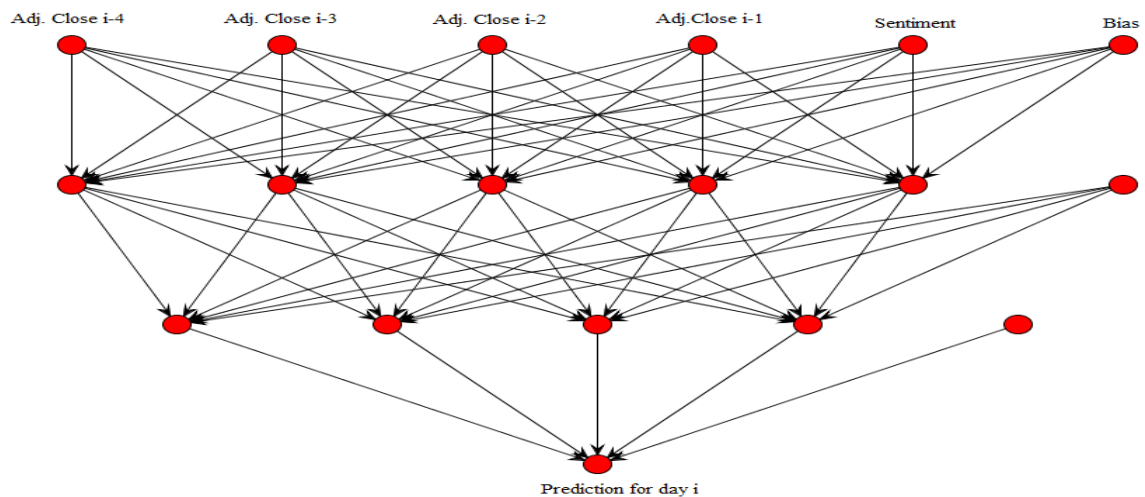 Adj. Close i-4
Adj. Close i-3
Adj. Close i-2
Adj.Close i-1
Sentiment
Bias
Prediction for day i